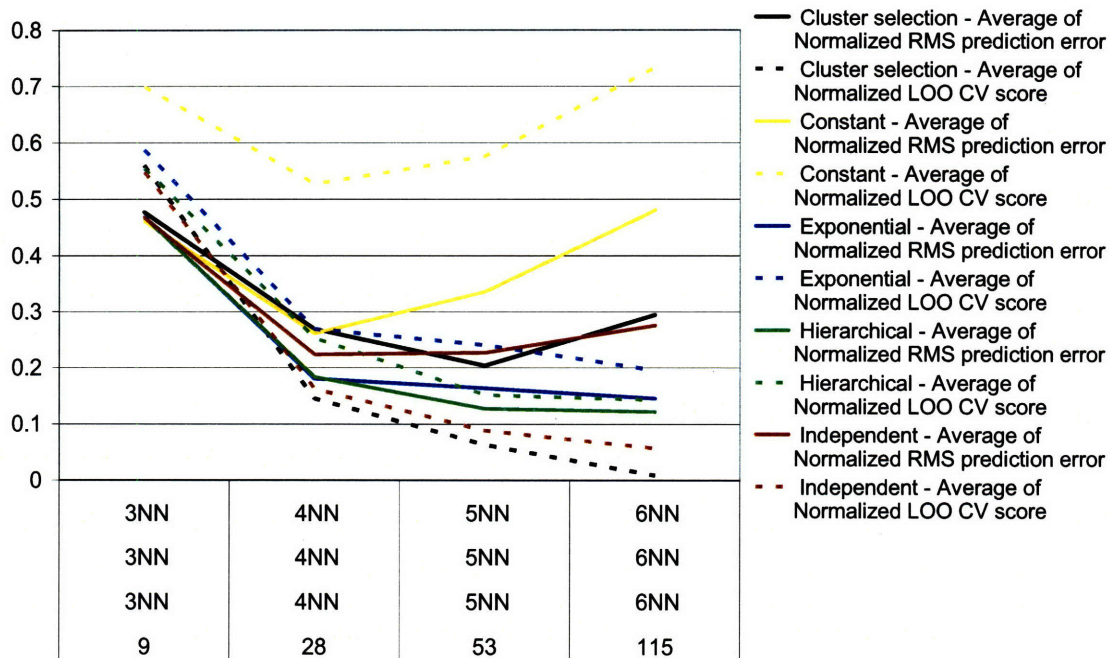 0.8
0.7
0.6
0.5
0.4
0.3
0.2
0.1
0
3NN 4NN 5NN 6NN
3NN 4NN 5NN 6NN
3NN 4NN 5NN 6NN
9 28 53 115
Cluster selection - Average of
Normalized RMS prediction error
Cluster selection - Average of
Normalized LOO CV score
Constant - Average of
Normalized RMS prediction error
Constant - Average of
Normalized LOO CV score
Exponential - Average of
Normalized RMS prediction error
Exponential - Average of
Normalized LOO CV score
Hierarchical - Average of
Normalized RMS prediction error
Hierarchical - Average of
Normalized LOO CV score
Independent - Average of
Normalized RMS prediction error
Independent - Average of
Normalized LOO CV score